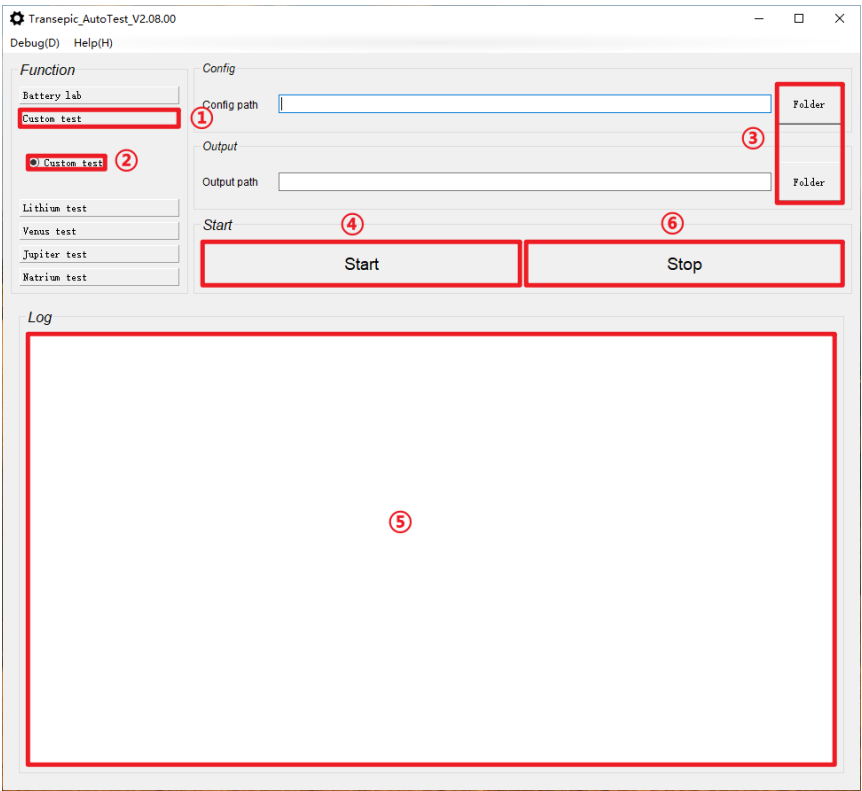 Transepic_AutoTest_V2.08.00
Debug(D) Help(H)
Function
Battery lab
Custom test
①
Custom test
②
Lithium test
Venus test
Jupiter test
Natrium test
Config
Config path
Folder
③
Output
Output path
Folder
Start
④
⑥
Start
Stop
Log
⑤